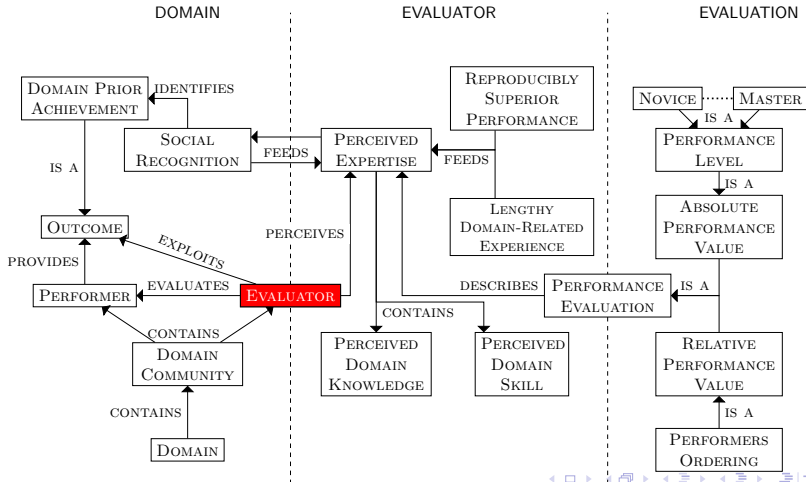 DOMAIN
EVALUATOR
EVALUATION
DOMAIN PRIOR
ACHIEVEMENT
IDENTIFIES
SOCIAL
RECOGNITION
FEEDS
IS A
OUTCOME
PROVIDES
EXPLOITS
PERFORMER
EVALUATES
EVALUATOR
CONTAINS
DOMAIN
COMMUNITY
CONTAINS
DOMAIN
PERCEIVES
PERCEIVED
EXPERTISE
REPRODUCIBLY
SUPERIOR
PERFORMANCE
FEEDS
LENGTHY
DOMAIN-RELATED
EXPERIENCE
DESCRIBES
CONTAINS
PERCEIVED
DOMAIN
KNOWLEDGE
PERCEIVED
DOMAIN
SKILL
NOVICE
MASTER
IS A
PERFORMANCE
LEVEL
IS A
ABSOLUTE
PERFORMANCE
VALUE
PERFORMANCE
EVALUATION
IS A
RELATIVE
PERFORMANCE
VALUE
IS A
PERFORMERS
ORDERING